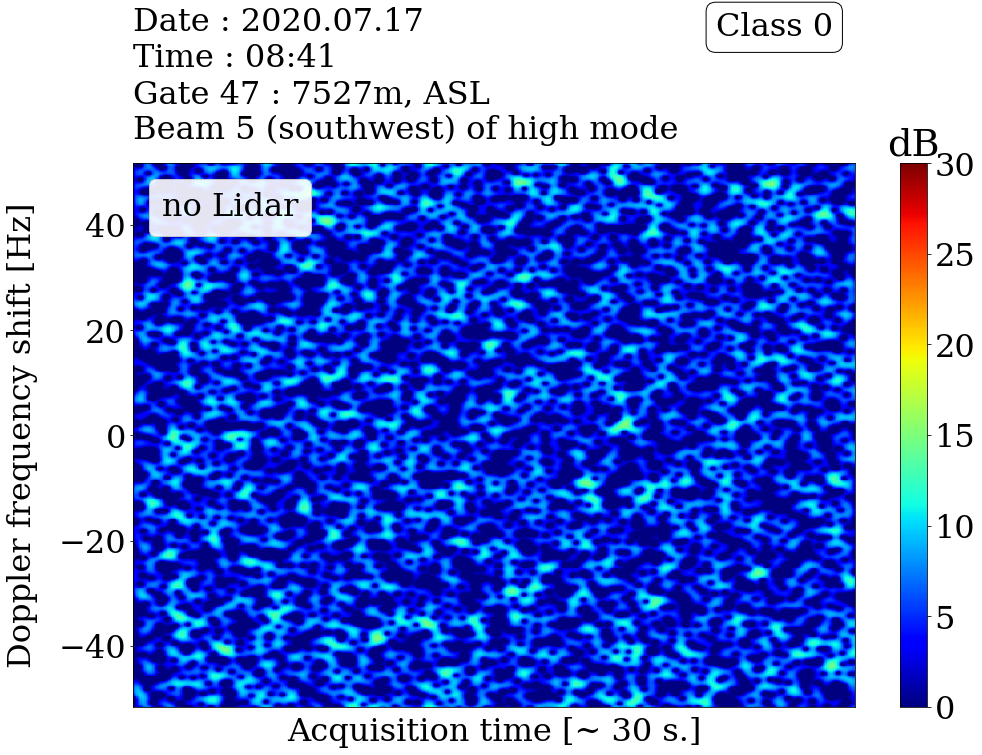 Date : 2020.07.17
Time : 08:41
Gate 47 : 7527m, ASL
Beam 5 (southwest) of high mode
Class 0
dB
no Lidar
Doppler frequency shift [Hz]
40
20
0
−20
−40
Acquisition time [~ 30 s.]
30
25
20
15
10
5
0